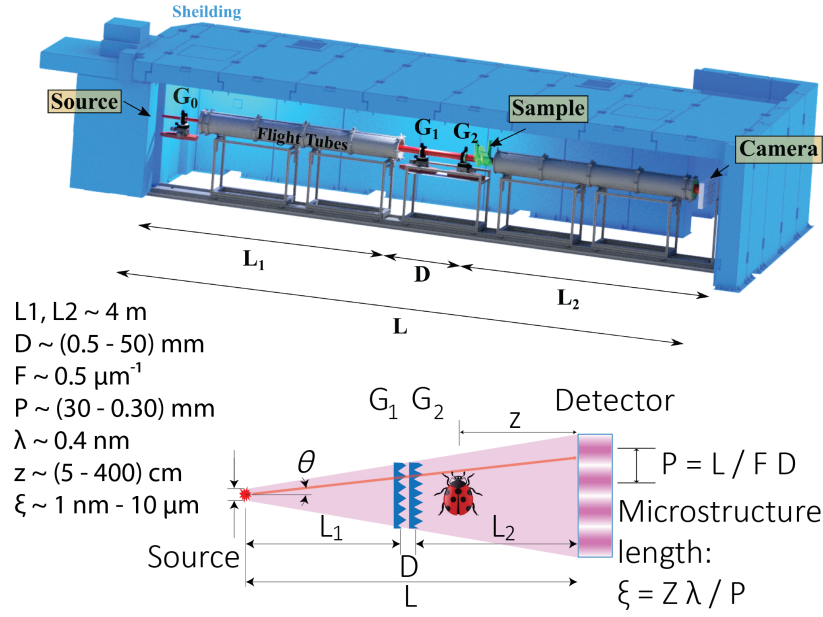 Sheilding
Source
G0
Flight Tubes
G1
G2
Sample
Camera
L1
D
L2
L
L1, L2 ~ 4 m
D ~ (0.5 - 50) mm
F ~ 0.5 µm⁻¹
P ~ (30 - 0.30) mm
λ ~ 0.4 nm
z ~ (5 - 400) cm
ξ ~ 1 nm - 10 µm
G1 G2
Detector
z
θ
P = L / F D
Source
L1
L2
D
L
Microstructure
length:
ξ = Z λ / P